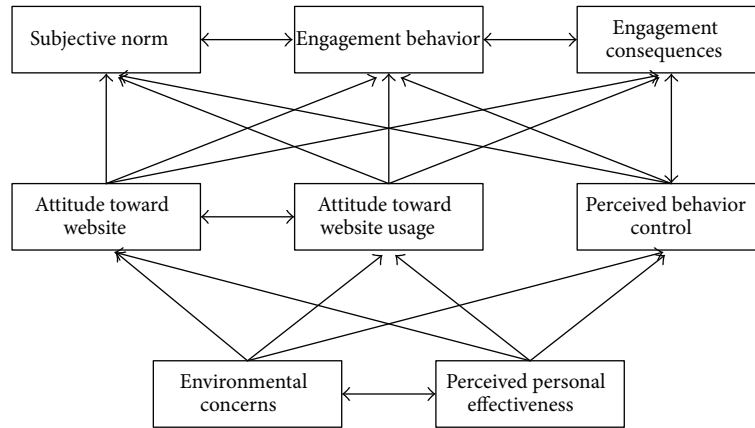 Subjective norm
Engagement behavior
Engagement
consequences
Attitude toward
website
Attitude toward
website usage
Perceived behavior
control
Environmental
concerns
Perceived personal
effectiveness